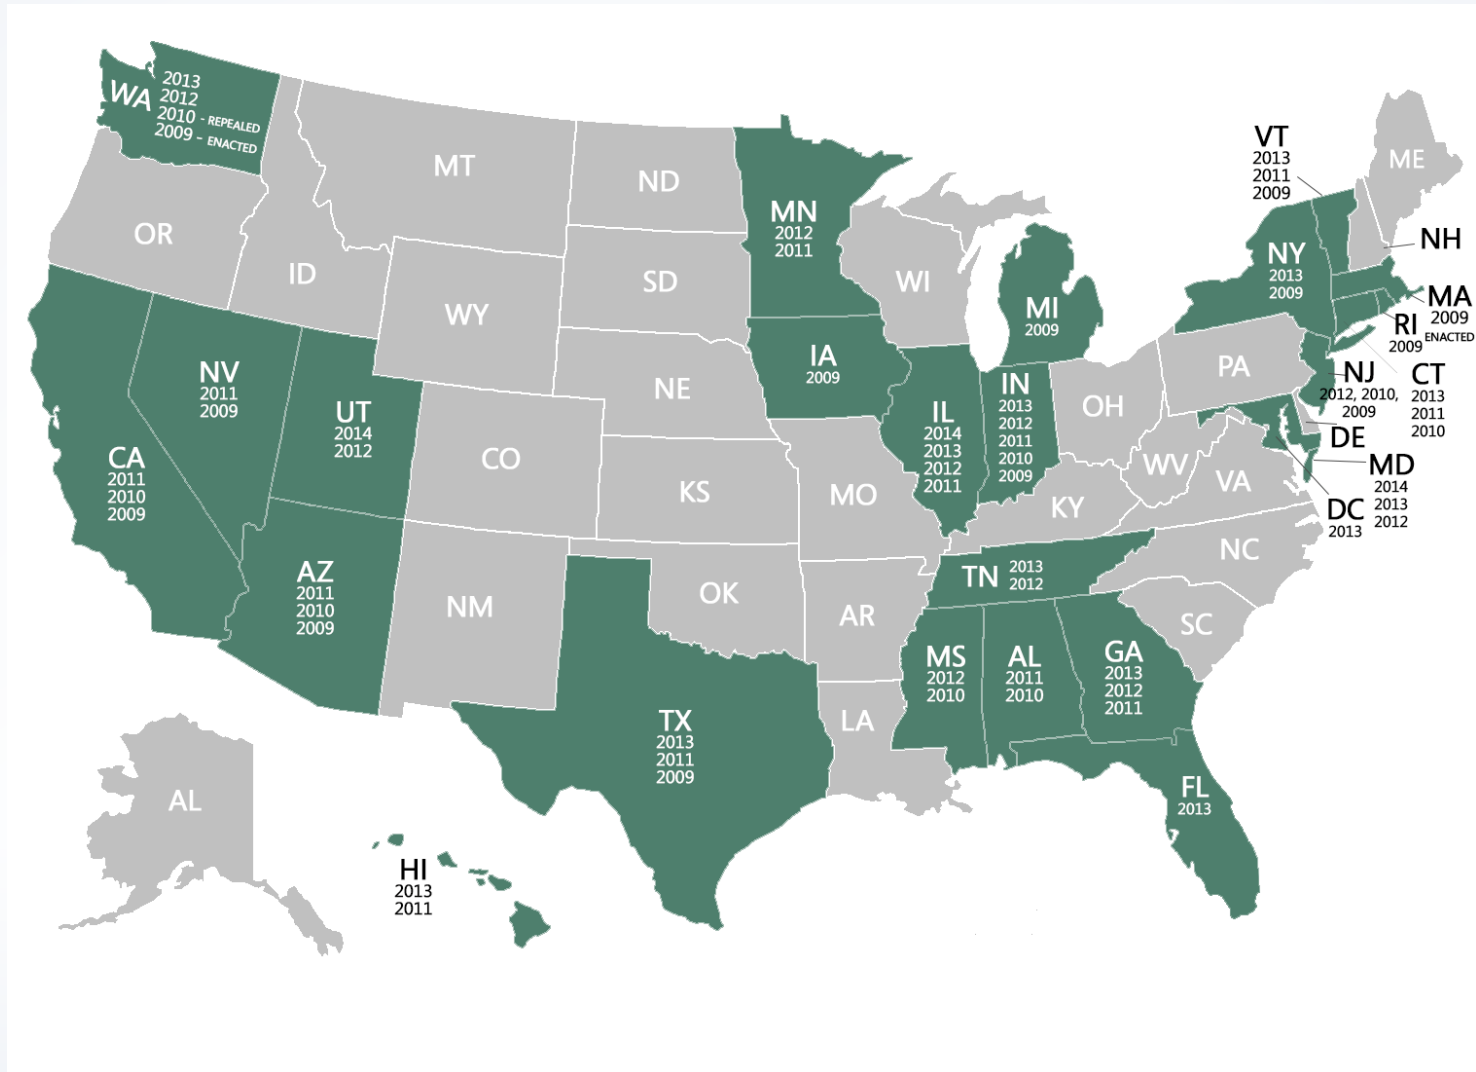 WA
2013
2012
2010 - REPEALED
2009 - ENACTED
OR
CA
2011
2010
2009
NV
2011
2009
ID
MT
WY
UT
2014
2012
AZ
2011
2010
2009
CO
NM
ND
SD
NE
KS
OK
TX
2013
2011
2009
MN
2012
2011
IA
2009
MO
AR
LA
WI
IL
2014
2013
2012
2011
MI
2009
IN
2013
2012
2011
2010
2009
OH
KY
WV
VA
PA
NC
SC
TN
2013
2012
MS
2012
2010
AL
2011
2010
GA
2013
2012
2011
FL
2013
NY
2013
2009
VT
2013
2011
2009
ME
NH
MA
2009
RI
2009 ENACTED
CT
2013
2011
2010
NJ
2012, 2010,
2009
DE
MD
2014
2013
2012
DC
2013
AL
HI
2013
2011